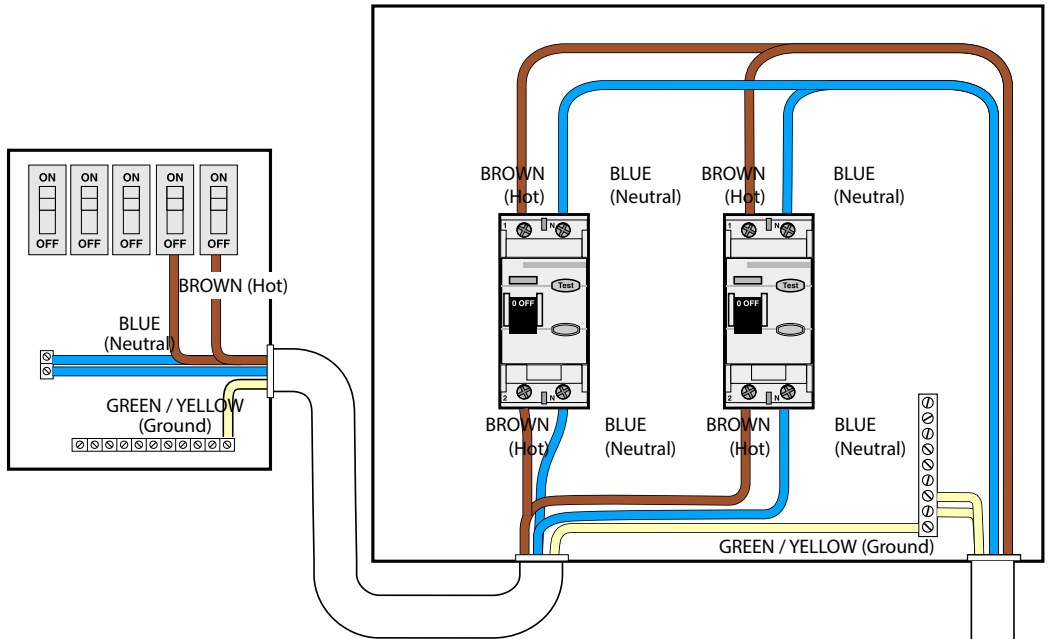 ON ON ON ON ON
OFF OFF OFF OFF OFF
BROWN (Hot)
BLUE
(Neutral)
GREEN / YELLOW
(Ground)
BROWN
(Hot)
BLUE
(Neutral)
BROWN
(Hot)
BLUE
(Neutral)
1 N
Test
0 OFF
2 N
1 N
Test
0 OFF
2 N
BROWN
(Hot)
BLUE
(Neutral)
BROWN
(Hot)
BLUE
(Neutral)
GREEN / YELLOW (Ground)